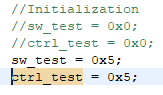 //Initialization
//sw_test = 0x0;
//ctrl_test = 0x0;
sw_test = 0x5;
ctrl_test = 0x5;